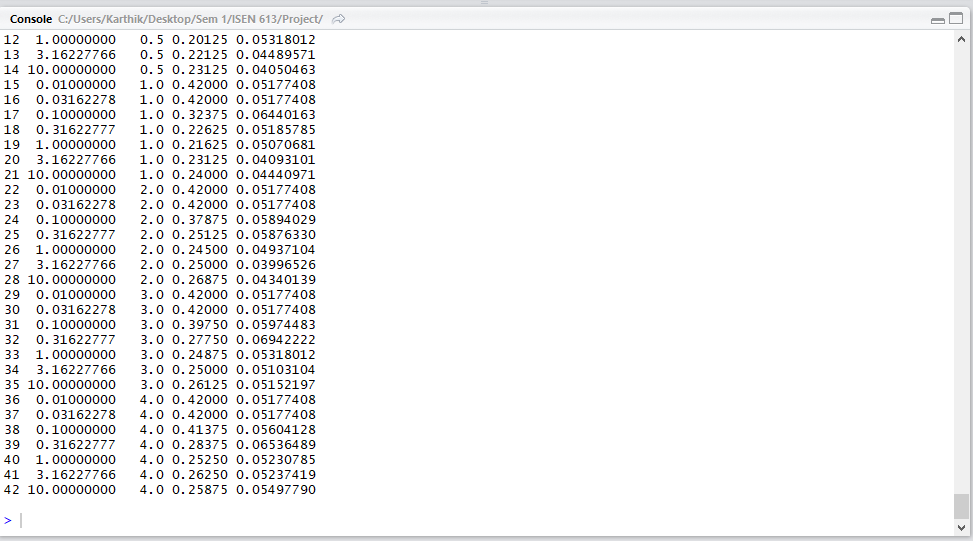 Console C:/Users/Karthik/Desktop/Sem 1/ISEN 613/Project/
12 1.00000000 0.5 0.20125 0.05318012
13 3.16227766 0.5 0.22125 0.04489571
14 10.00000000 0.5 0.23125 0.04050463
15 0.01000000 1.0 0.42000 0.05177408
16 0.03162278 1.0 0.42000 0.05177408
17 0.10000000 1.0 0.32375 0.06440163
18 0.31622777 1.0 0.22625 0.05185785
19 1.00000000 1.0 0.21625 0.05070681
20 3.16227766 1.0 0.23125 0.04093101
21 10.00000000 1.0 0.24000 0.04440971
22 0.01000000 2.0 0.42000 0.05177408
23 0.03162278 2.0 0.42000 0.05177408
24 0.10000000 2.0 0.37875 0.05894029
25 0.31622777 2.0 0.25125 0.05876330
26 1.00000000 2.0 0.24500 0.04937104
27 3.16227766 2.0 0.25000 0.03996526
28 10.00000000 2.0 0.26875 0.04340139
29 0.01000000 3.0 0.42000 0.05177408
30 0.03162278 3.0 0.42000 0.05177408
31 0.10000000 3.0 0.39750 0.05974483
32 0.31622777 3.0 0.27750 0.06942222
33 1.00000000 3.0 0.24875 0.05318012
34 3.16227766 3.0 0.25000 0.05103104
35 10.00000000 3.0 0.26125 0.05152197
36 0.01000000 4.0 0.42000 0.05177408
37 0.03162278 4.0 0.42000 0.05177408
38 0.10000000 4.0 0.41375 0.05604128
39 0.31622777 4.0 0.28375 0.06536489
40 1.00000000 4.0 0.25250 0.05230785
41 3.16227766 4.0 0.26250 0.05237419
42 10.00000000 4.0 0.25875 0.05497790
>